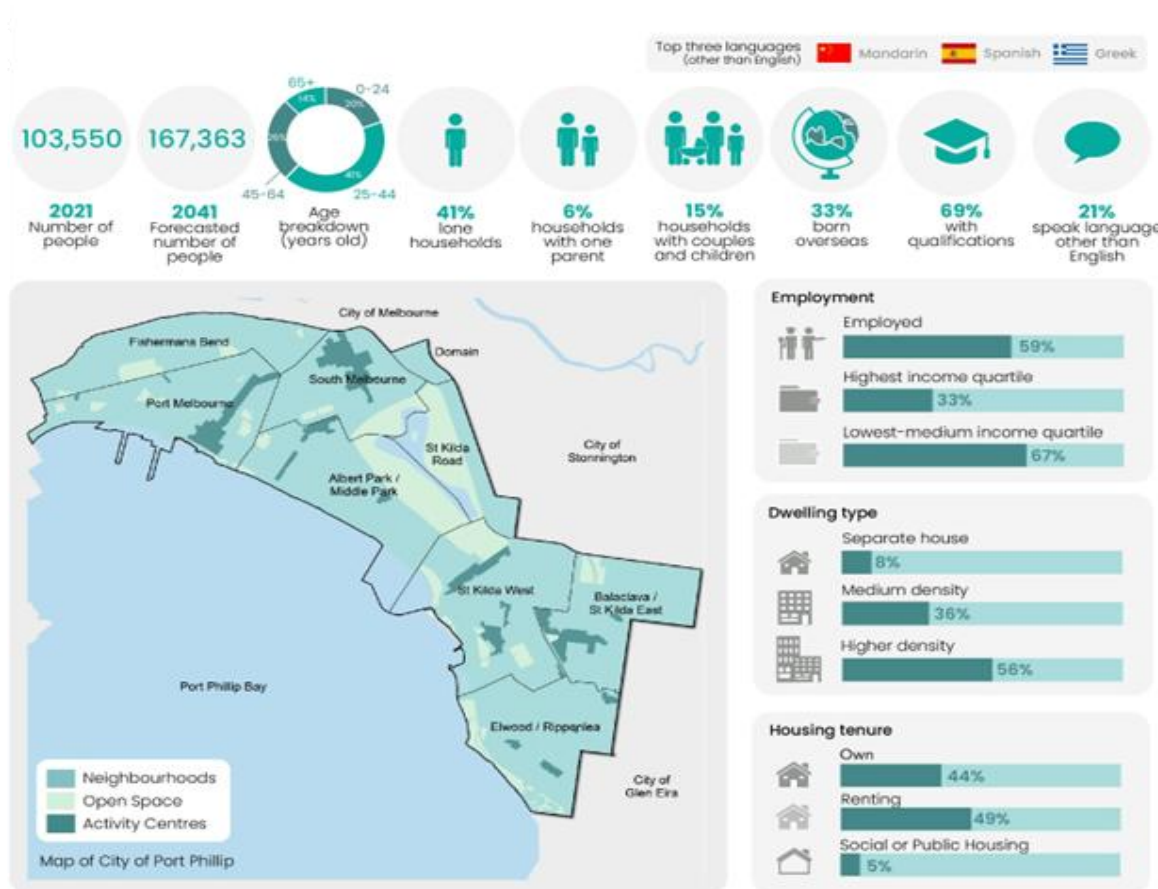 Top three languages
(other than English)
Mandarin
Spanish
Greek
103,550
2021
Number of
people
167,363
2041
Forecasted
number of
people
65+
14%
0-24
20%
45-64
26%
25-44
41%
Age
breakdown
(years old)
41%
lone
households
6%
households
with one
parent
15%
households
with couples
and children
33%
born
overseas
69%
with
qualifications
21%
speak language
other than
English
City of Melbourne
Fishermans Bend
Domain
South Melbourne
Port Melbourne
St Kilda
Road
City of
Stonnington
Albert Park /
Middle Park
St Kilda West
Balaclava /
St Kilda East
Port Phillip Bay
Elwood / Ripponlea
City of
Glen Eira
Neighbourhoods
Open Space
Activity Centres
Map of City of Port Phillip
Employment
Employed
59%
Highest income quartile
33%
Lowest-medium income quartile
67%
Dwelling type
Separate house
8%
Medium density
36%
Higher density
56%
Housing tenure
Own
44%
Renting
49%
Social or Public Housing
5%